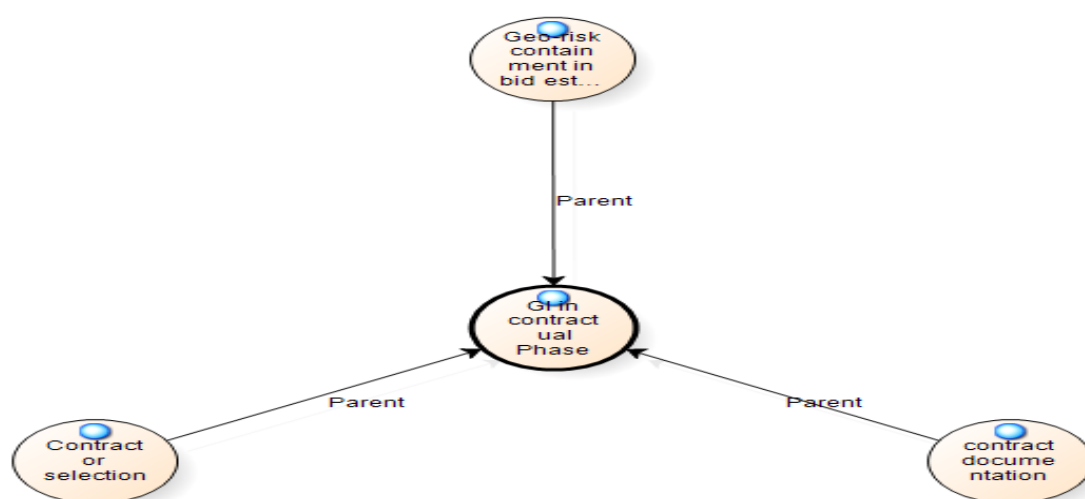 Geo-risk
contain
ment in
bid est...
Parent
GI in
contract
ual
Phase
Parent
Parent
Contract
or
selection
contract
docume
ntation